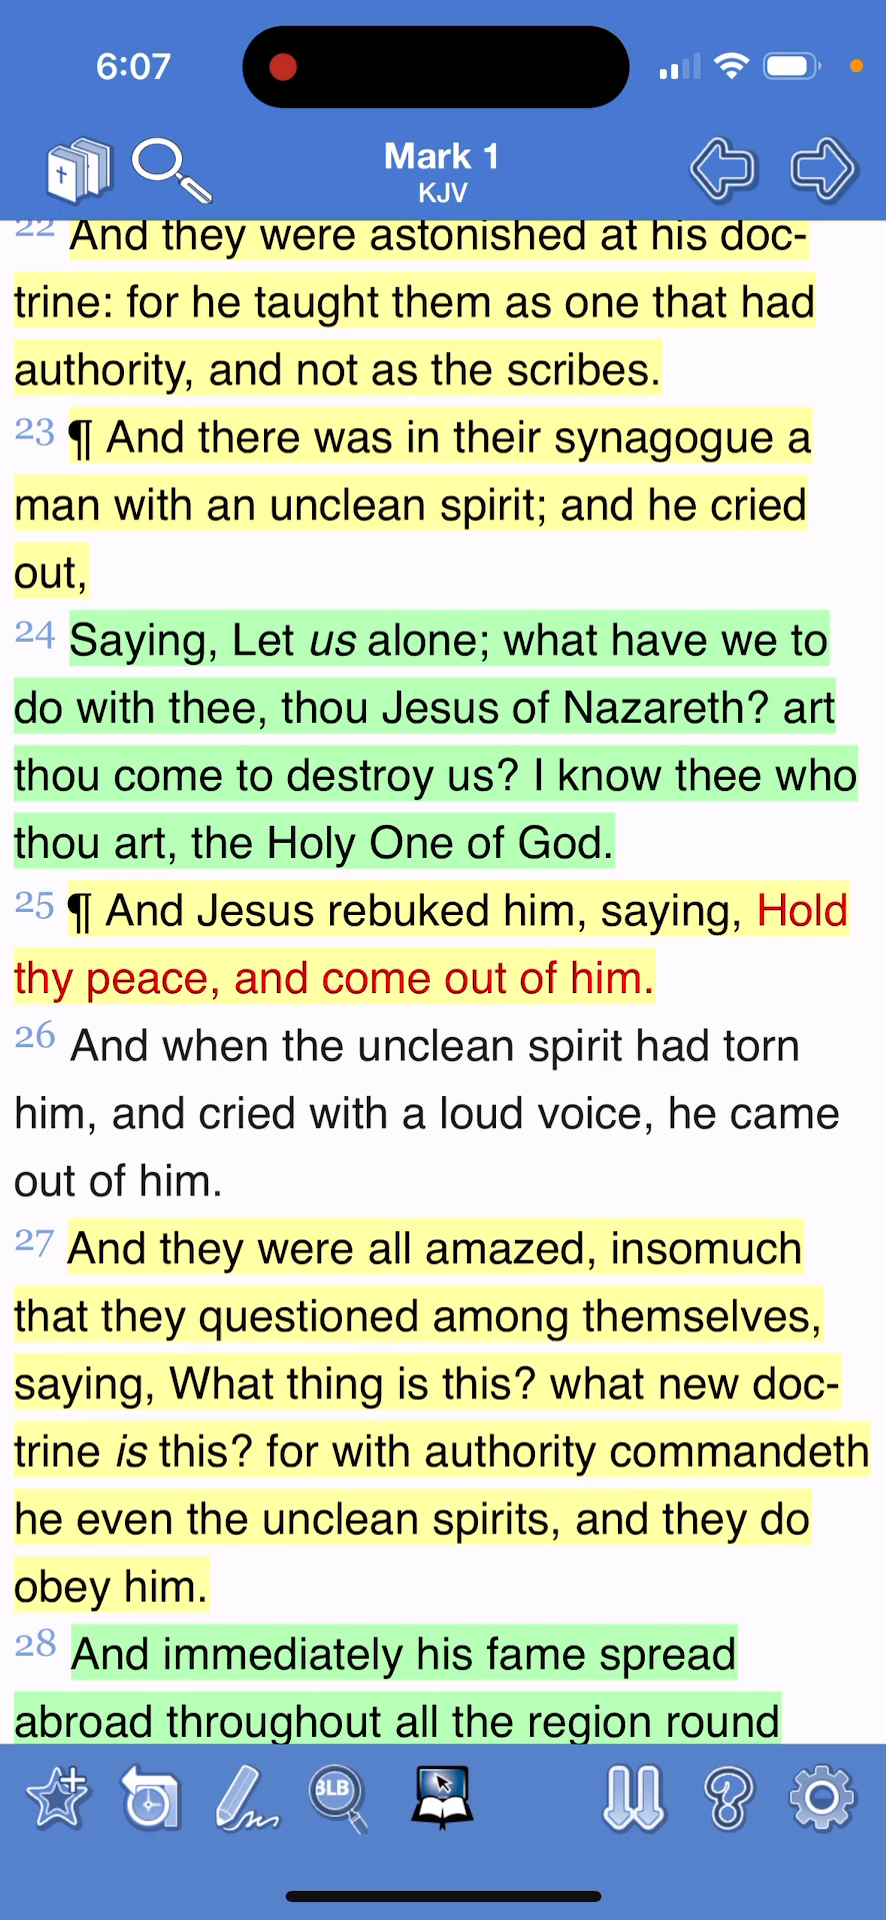 6:07
Mark 1
KJV
22 And they were astonished at his doc-
trine: for he taught them as one that had
authority, and not as the scribes.
23 ¶ And there was in their synagogue a
man with an unclean spirit; and he cried
out,
24 Saying, Let us alone; what have we to
do with thee, thou Jesus of Nazareth? art
thou come to destroy us? I know thee who
thou art, the Holy One of God.
25 ¶ And Jesus rebuked him, saying, Hold
thy peace, and come out of him.
26 And when the unclean spirit had torn
him, and cried with a loud voice, he came
out of him.
27 And they were all amazed, insomuch
that they questioned among themselves,
saying, What thing is this? what new doc-
trine is this? for with authority commandeth
he even the unclean spirits, and they do
obey him.
28 And immediately his fame spread
abroad throughout all the region round
BLB